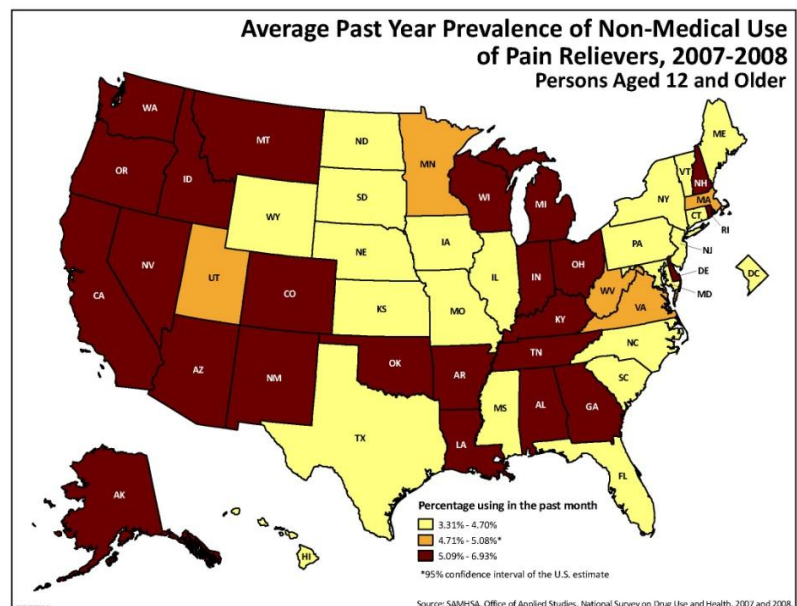 Average Past Year Prevalence of Non-Medical Use
of Pain Relievers, 2007-2008
Persons Aged 12 and Older
WA
MT
ND
MN
ME
OR
ID
WI
VT
NH
SD
MI
NY
MA
WY
CT
RI
IA
PA
NJ
NE
NV
OH
DE
DC
UT
IL
IN
MD
CA
CO
WV
VA
KS
MO
KY
NC
TN
AZ
OK
NM
AR
SC
MS
AL
GA
TX
LA
FL
AK
HI
Percentage using in the past month
3.31% - 4.70%
4.71% - 5.08%*
5.09% - 6.93%
*95% confidence interval of the U.S. estimate
Source: SAMHSA, Office of Applied Studies, National Survey on Drug Use and Health, 2007 and 2008.